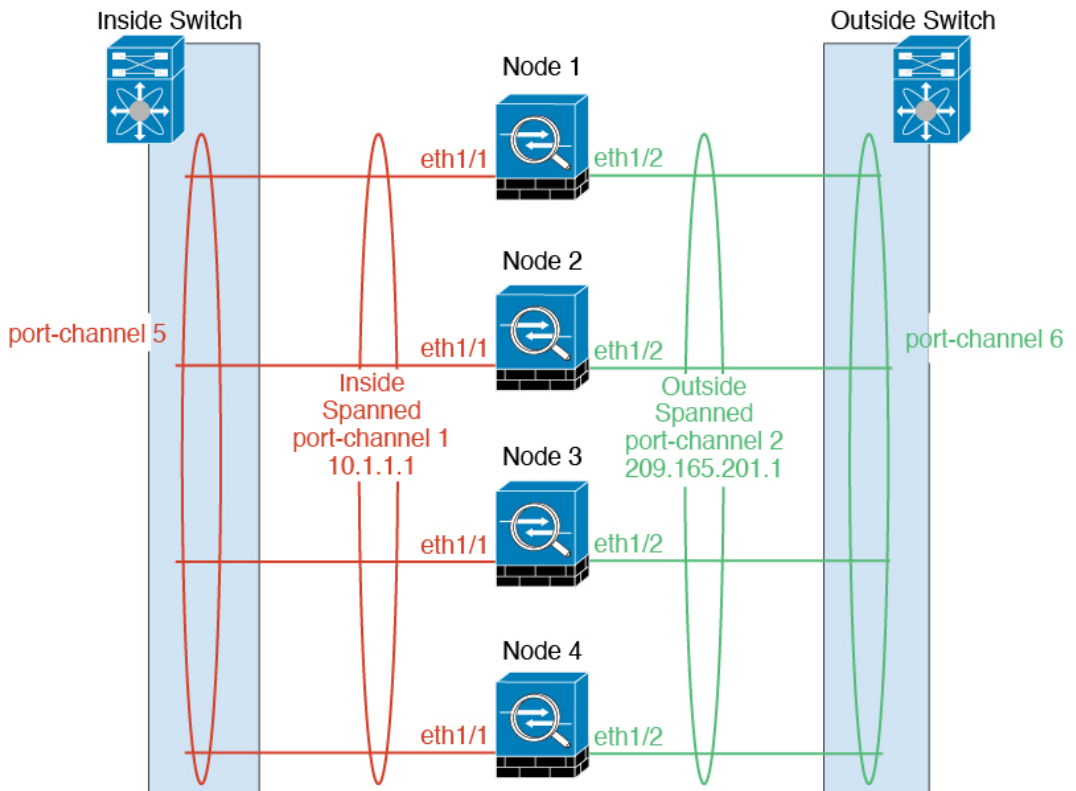 Inside Switch
Outside Switch
Node 1
eth1/1
eth1/2
Node 2
port-channel 5
port-channel 6
eth1/1
eth1/2
Inside
Spanned
port-channel 1
10.1.1.1
Outside
Spanned
port-channel 2
209.165.201.1
Node 3
eth1/1
eth1/2
Node 4
eth1/1
eth1/2